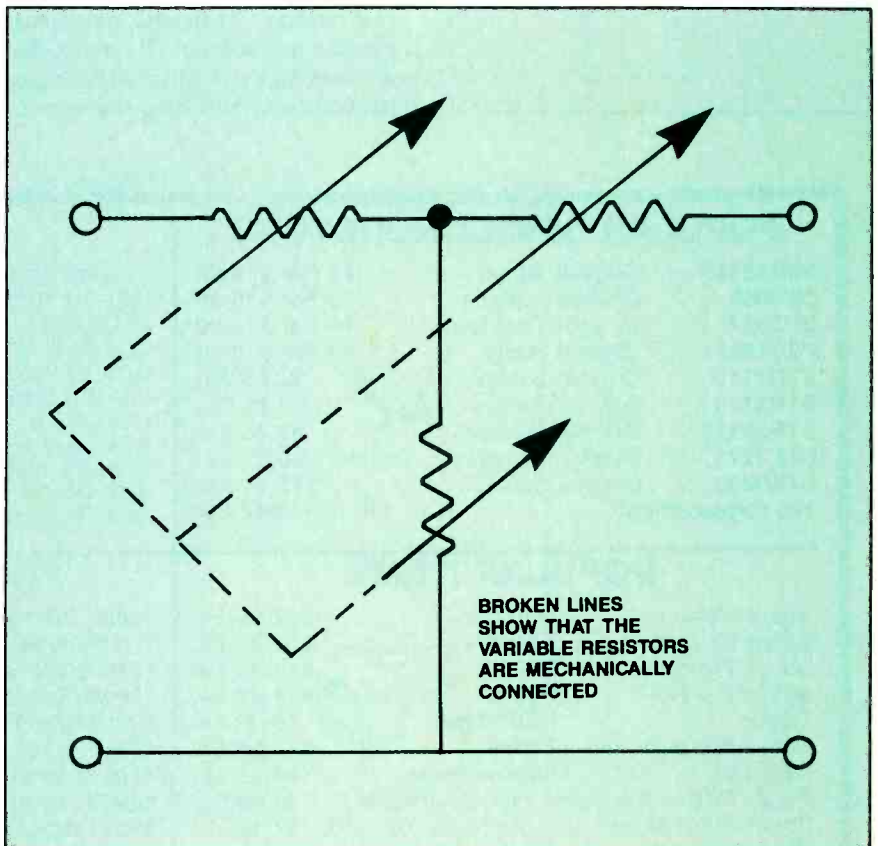 BROKEN LINES
SHOW THAT THE
VARIABLE RESISTORS
ARE MECHANICALLY
CONNECTED